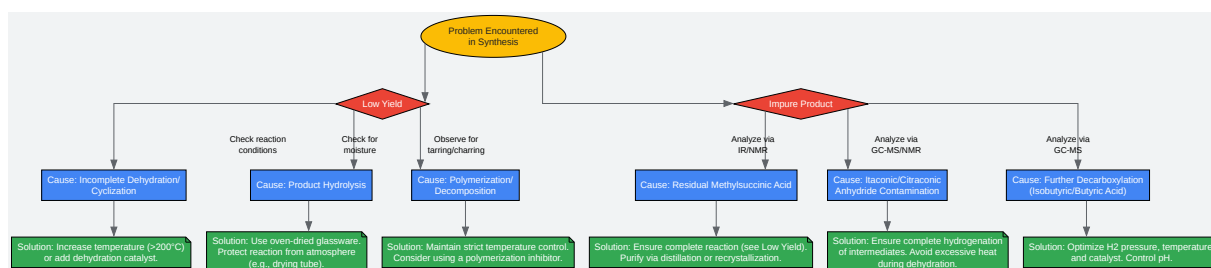 Problem Encountered
in Synthesis
Low Yield
Impure Product
Check reaction
conditions
Check for
moisture
Observe for
tarring/charring
Analyze via
IR/NMR
Analyze via
GC-MS/NMR
Analyze via
GC-MS
Cause: Incomplete Dehydration/
Cyclization
Cause: Product Hydrolysis
Cause: Polymerization/
Decomposition
Cause: Residual Methylsuccinic Acid
Cause: Itaconic/Citraconic
Anhydride Contamination
Cause: Further Decarboxylation
(Isobutyric/Butyric Acid)
Solution: Increase temperature (>200°C)
or add dehydration catalyst.
Solution: Use oven-dried glassware.
Protect reaction from atmosphere
(e.g., drying tube).
Solution: Maintain strict temperature control.
Consider using a polymerization inhibitor.
Solution: Ensure complete reaction (see Low Yield).
Purify via distillation or recrystallization.
Solution: Ensure complete hydrogenation
of intermediates. Avoid excessive heat
during dehydration.
Solution: Optimize H2 pressure, temperature
and catalyst. Control pH.